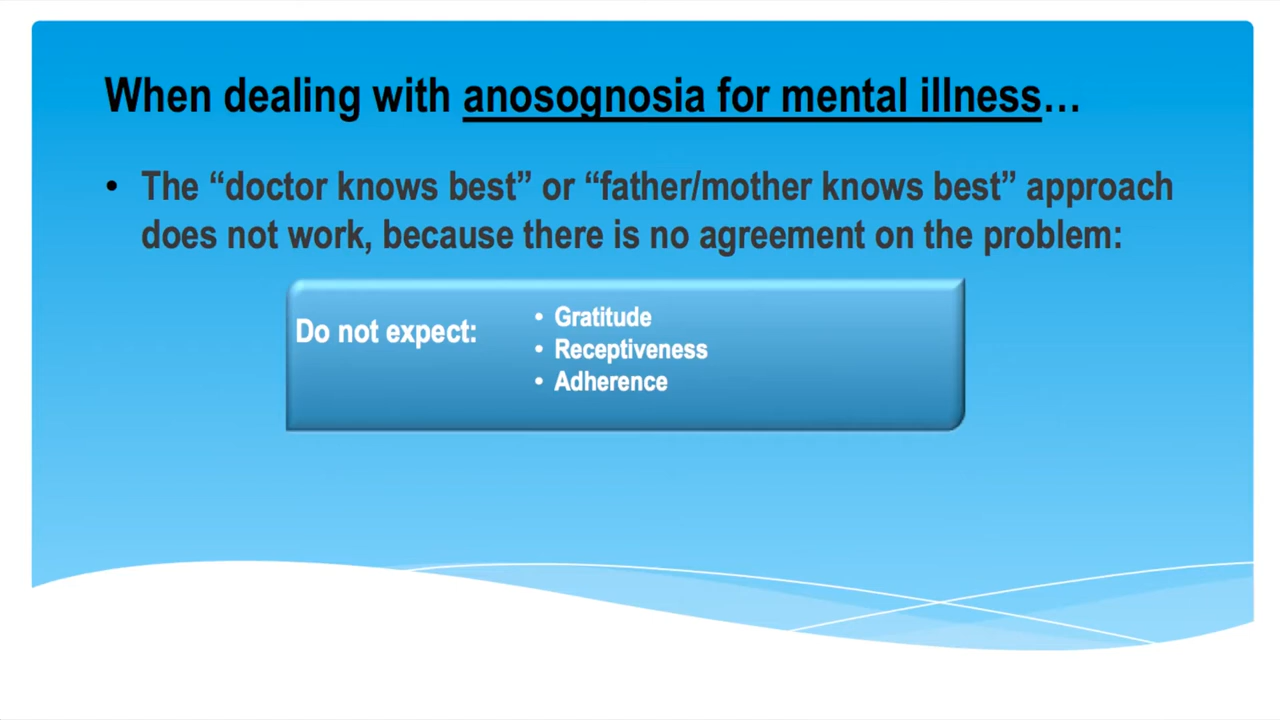 When dealing with anosognosia for mental illness…
• The “doctor knows best” or “father/mother knows best” approach
does not work, because there is no agreement on the problem:
Do not expect:
• Gratitude
• Receptiveness
• Adherence